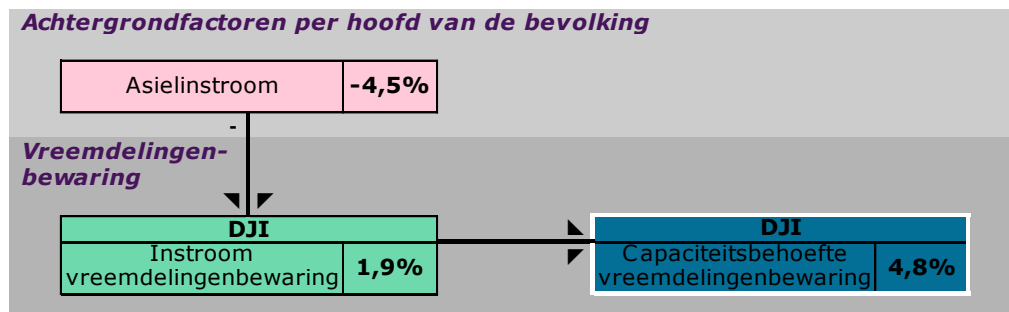 Achtergrondfactoren per hoofd van de bevolking
Asielinstroom
-4,5%
-
Vreemdelingen-
bewaring
DJI
Instroom
vreemdelingenbewaring
1,9%
DJI
Capaciteitsbehoefte
vreemdelingenbewaring
4,8%